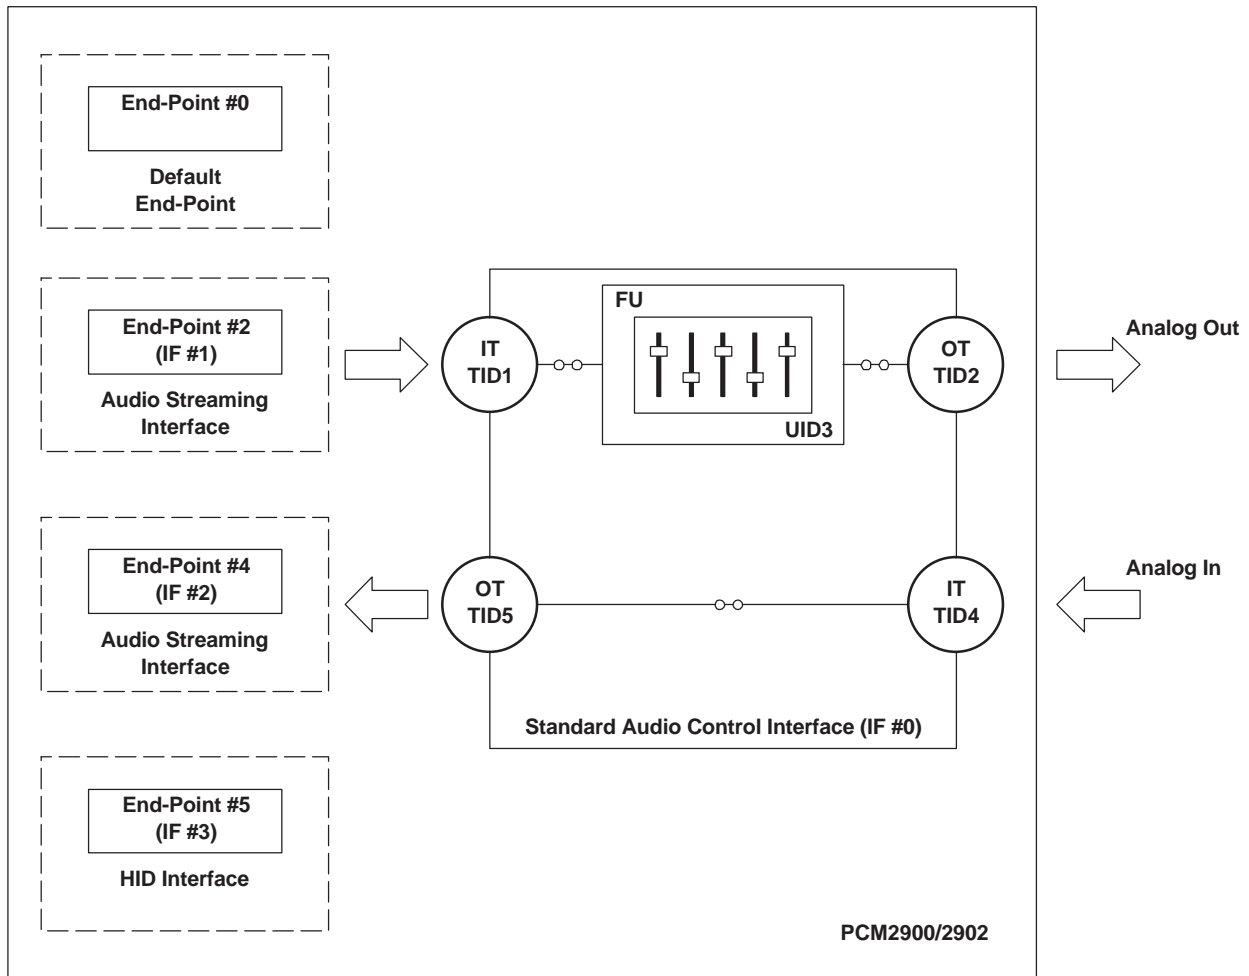 End-Point #0
Default
End-Point
End-Point #2
(IF #1)
Audio Streaming
Interface
End-Point #4
(IF #2)
Audio Streaming
Interface
End-Point #5
(IF #3)
HID Interface
FU
UID3
IT
TID1
OT
TID2
OT
TID5
IT
TID4
Standard Audio Control Interface (IF #0)
Analog Out
Analog In
PCM2900/2902